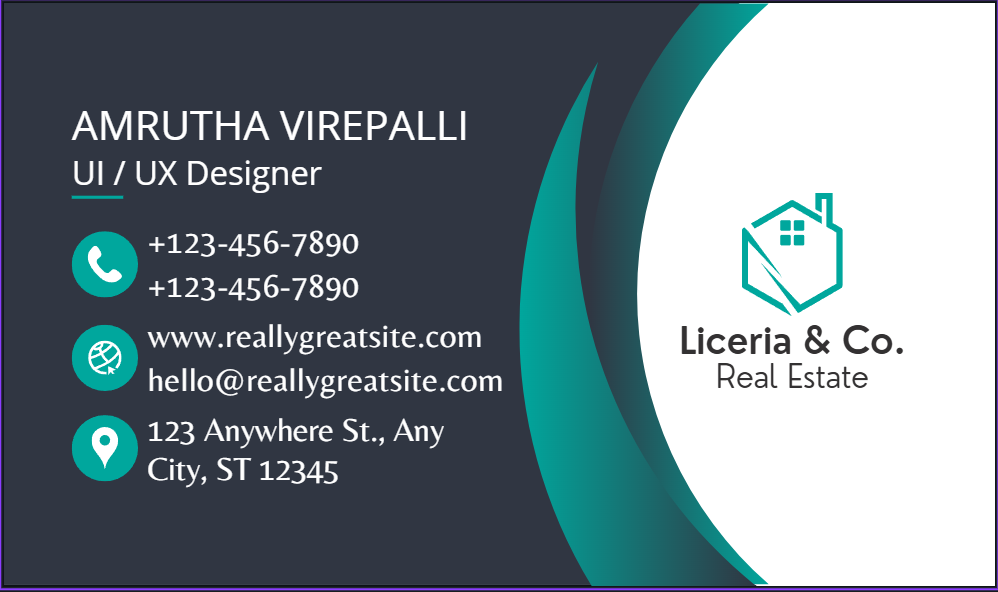 AMRUTHA VIREPALLI
UI / UX Designer
+123-456-7890
+123-456-7890
www.reallygreatsite.com
hello@reallygreatsite.com
123 Anywhere St., Any
City, ST 12345
Liceria & Co.
Real Estate